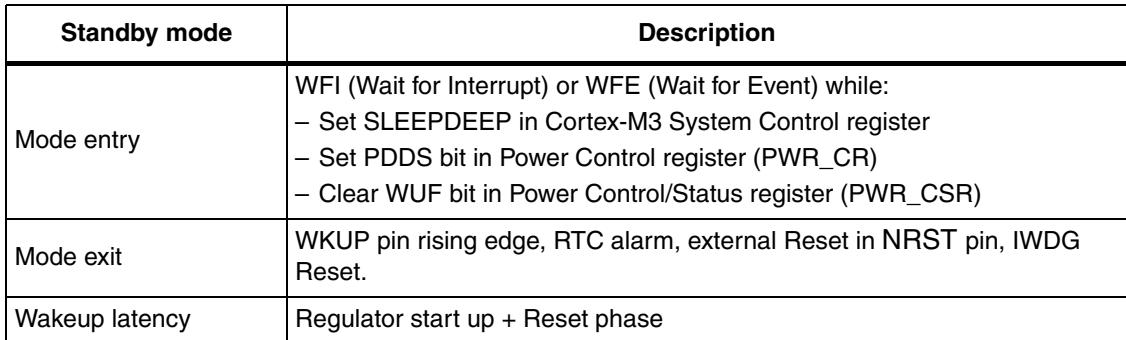 Standby mode
Description
Mode entry
WFI (Wait for Interrupt) or WFE (Wait for Event) while:
– Set SLEEPDEEP in Cortex-M3 System Control register
– Set PDDS bit in Power Control register (PWR_CR)
– Clear WUF bit in Power Control/Status register (PWR_CSR)
Mode exit
WKUP pin rising edge, RTC alarm, external Reset in NRST pin, IWDG
Reset.
Wakeup latency
Regulator start up + Reset phase